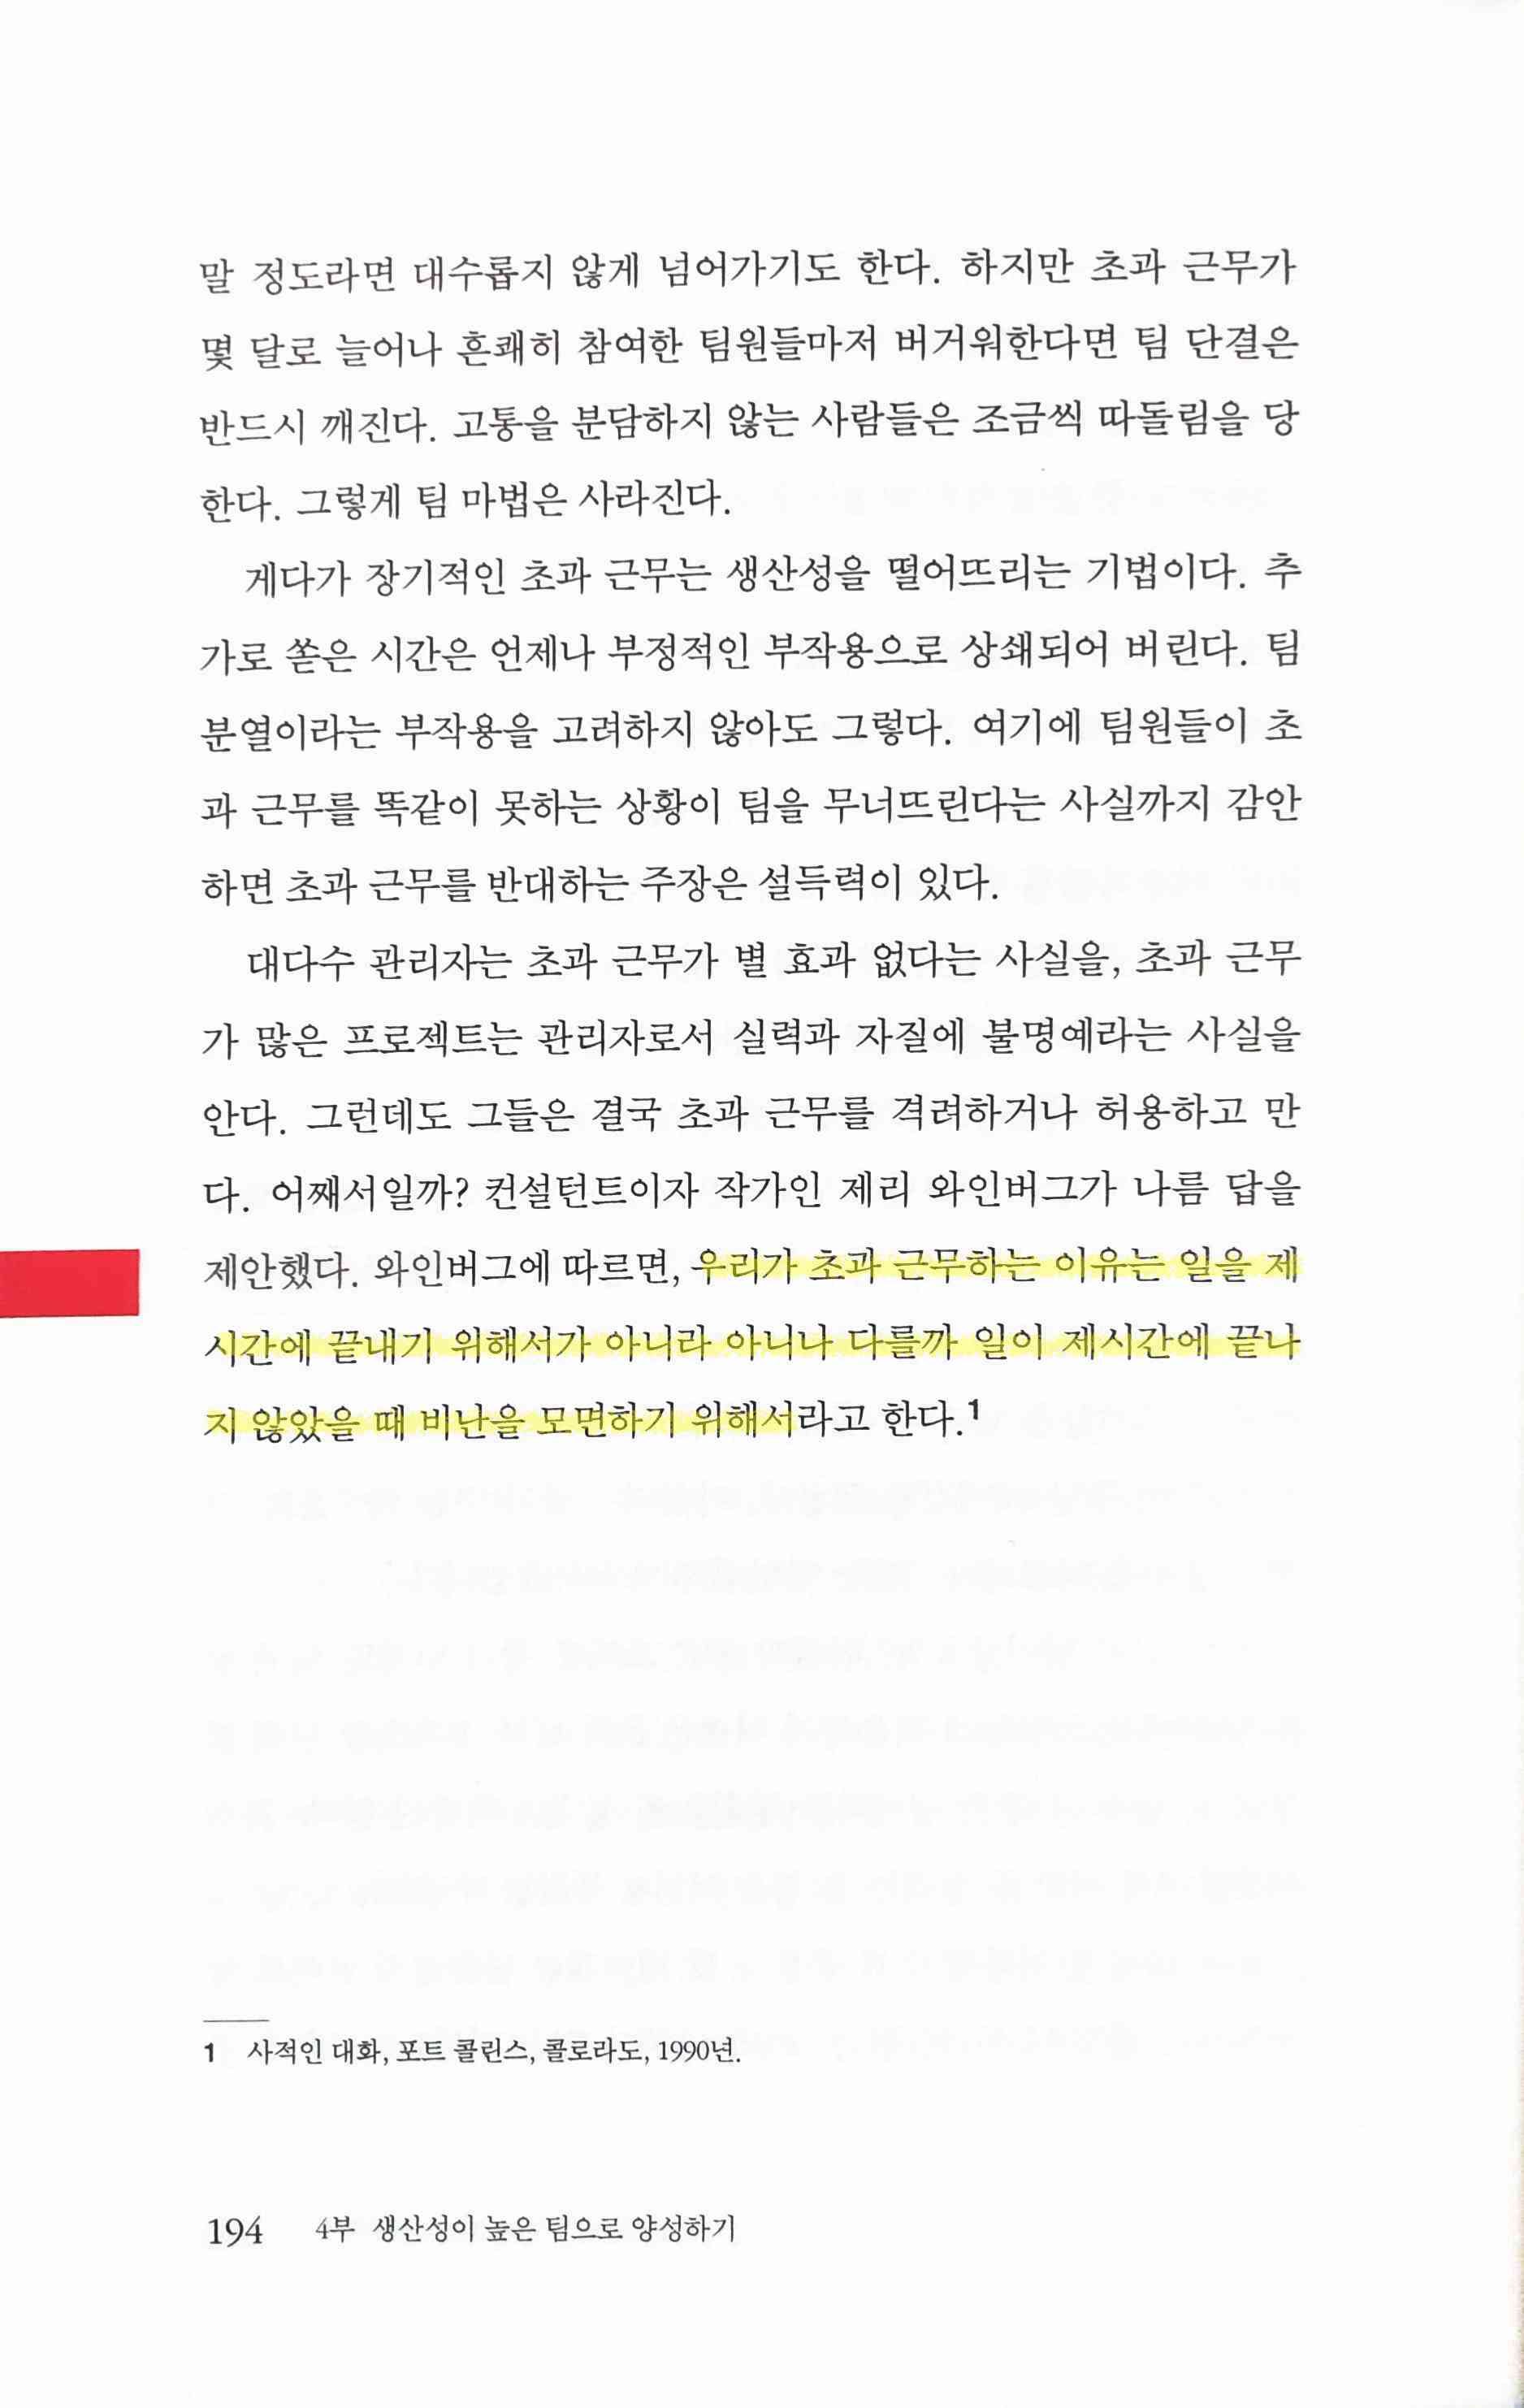 말 정도라면 대수롭지 않게 넘어가기도 한다. 하지만 초과 근무가
몇 달로 늘어나 흔쾌히 참여한 팀원들마저 버거워한다면 팀 단결은
반드시 깨진다. 고통을 분담하지 않는 사람들은 조금씩 따돌림을 당
한다. 그렇게 팀 마법은 사라진다.
게다가 장기적인 초과 근무는 생산성을 떨어뜨리는 기법이다. 추
가로 쏟은 시간은 언제나 부정적인 부작용으로 상쇄되어 버린다. 팀
분열이라는 부작용을 고려하지 않아도 그렇다. 여기에 팀원들이 초
과 근무를 똑같이 못하는 상황이 팀을 무너뜨린다는 사실까지 감안
하면 초과 근무를 반대하는 주장은 설득력이 있다.
대다수 관리자는 초과 근무가 별 효과 없다는 사실을, 초과 근무
가 많은 프로젝트는 관리자로서 실력과 자질에 불명예라는 사실을
안다. 그런데도 그들은 결국 초과 근무를 격려하거나 허용하고 만
다. 어째서일까? 컨설턴트이자 작가인 제리 와인버그가 나름 답을
제안했다. 와인버그에 따르면, 우리가 초과 근무하는 이유는 일을 제
시간에 끝내기 위해서가 아니라 아니나 다를까 일이 제시간에 끝나
지 않았을 때 비난을 모면하기 위해서라고 한다.1
1 사적인 대화, 포트 콜린스, 콜로라도, 1990년.
194 4부 생산성이 높은 팀으로 양성하기